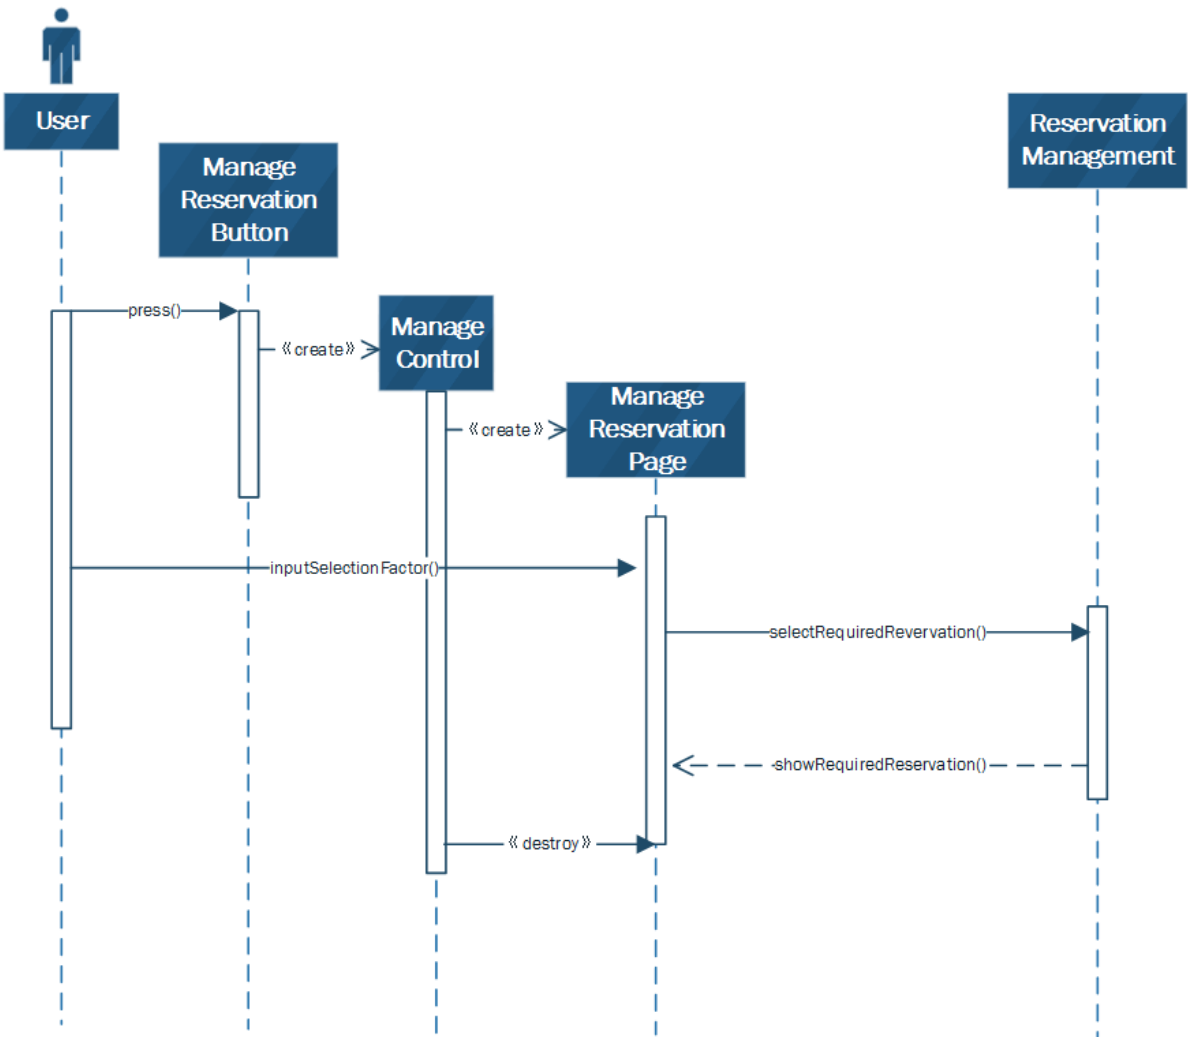 User
Manage
Reservation
Button
Reservation
Management
press()
《create》
Manage
Control
《create》
Manage
Reservation
Page
inputSelectionFactor()
selectRequiredRevervation()
showRequiredReservation()
《destroy》